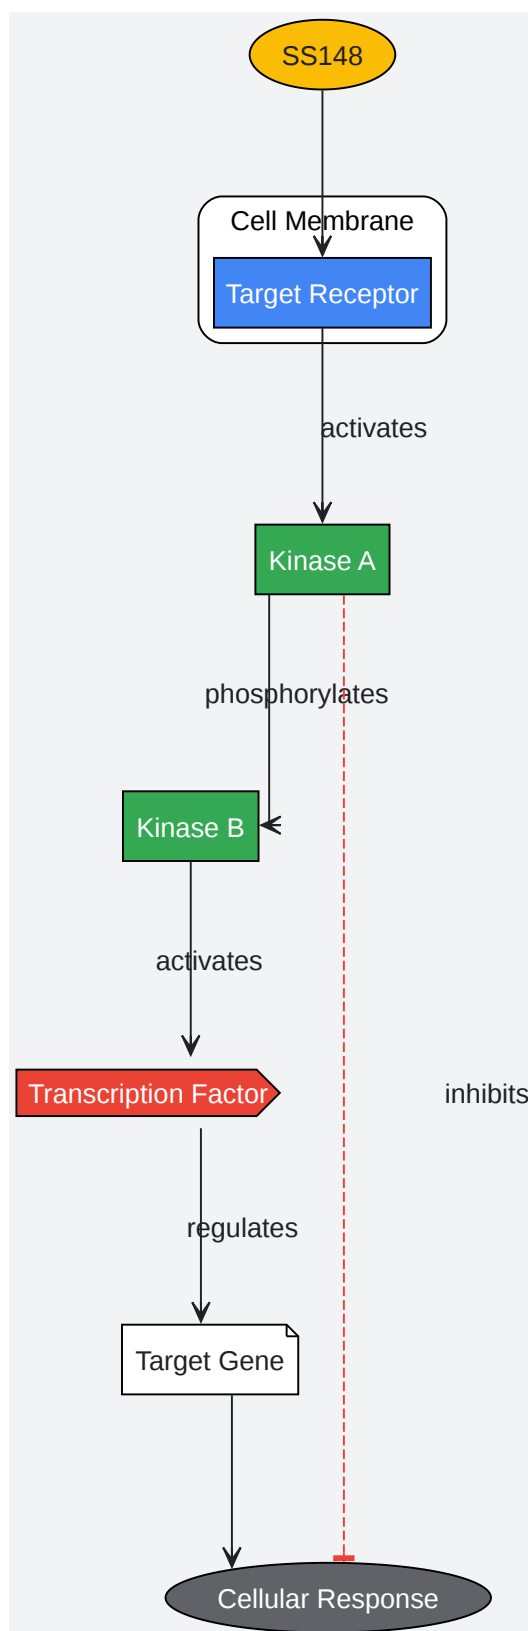 SS148
Cell Membrane
Target Receptor
activates
Kinase A
phosphorylates
Kinase B
activates
Transcription Factor
inhibits
regulates
Target Gene
Cellular Response